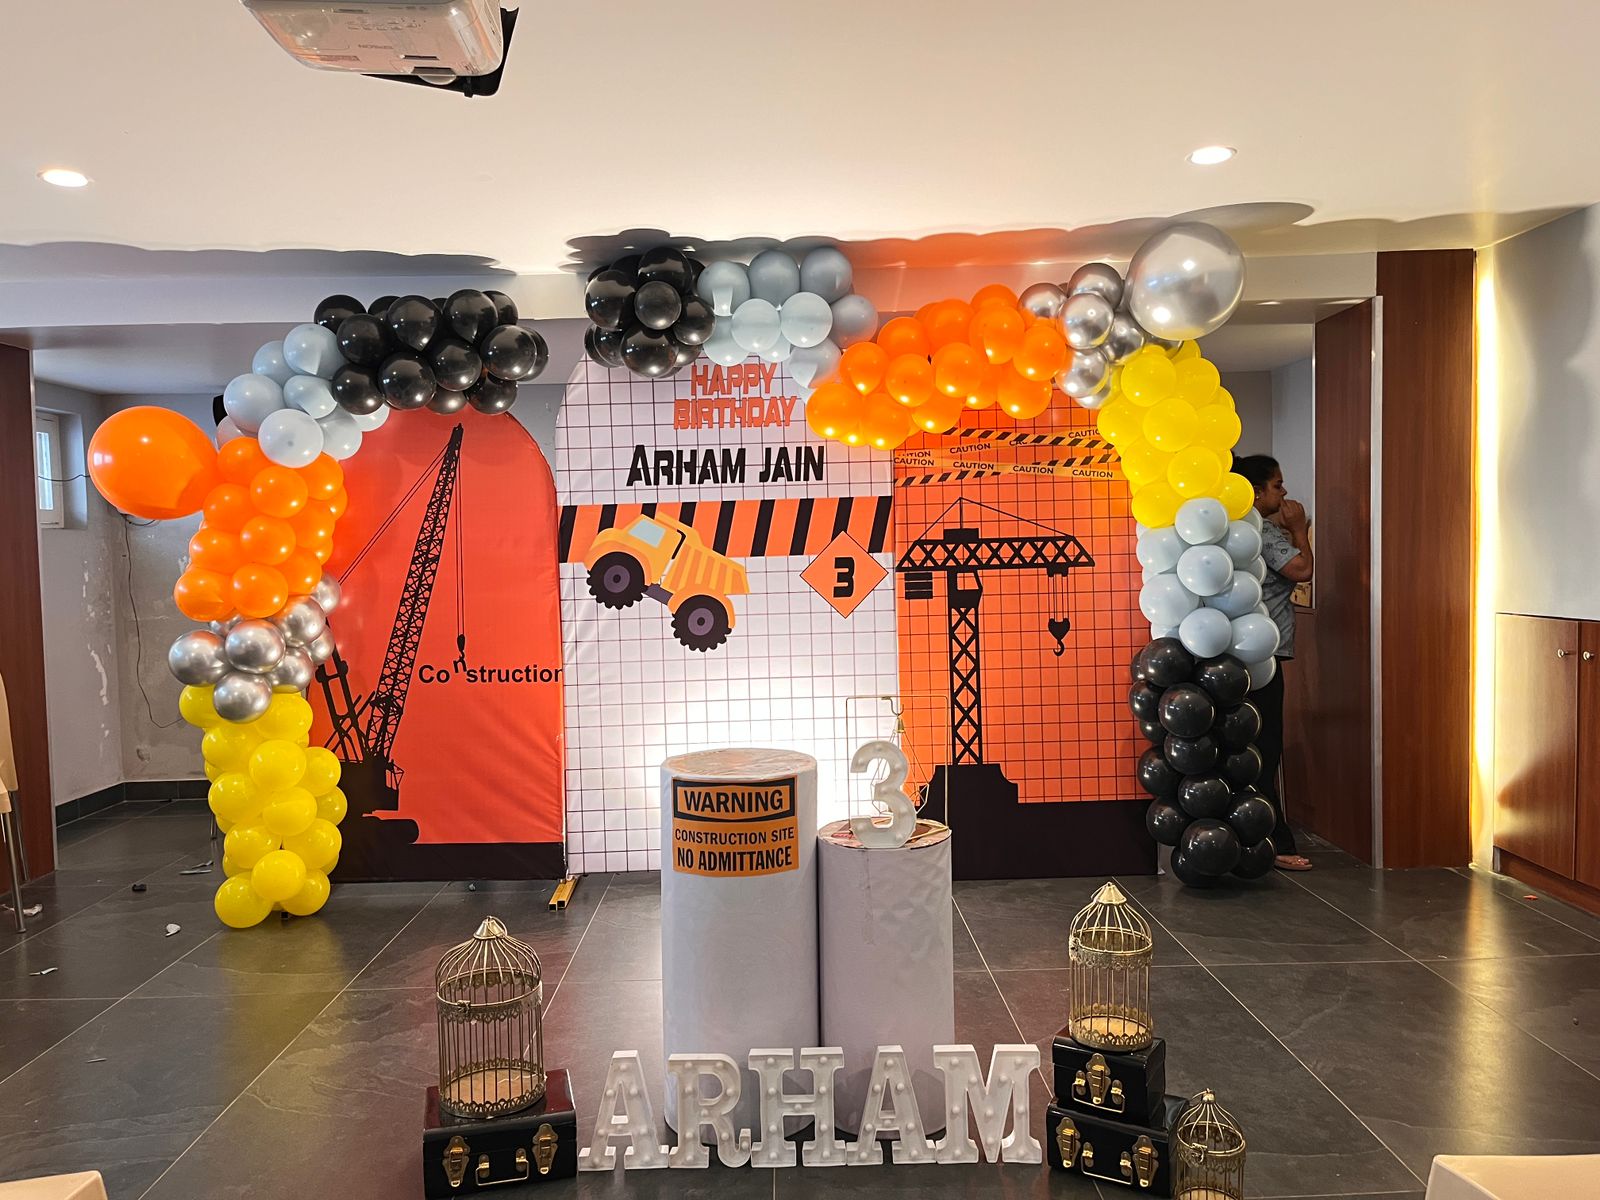 EPSON
HAPPY
BIRTHDAY
ARHAM JAIN
3
Construction
CAUTION
CAUTION
CAUTION CAUTION CAUTION CAUTION
3
WARNING
CONSTRUCTION SITE
NO ADMITTANCE
ARHAM